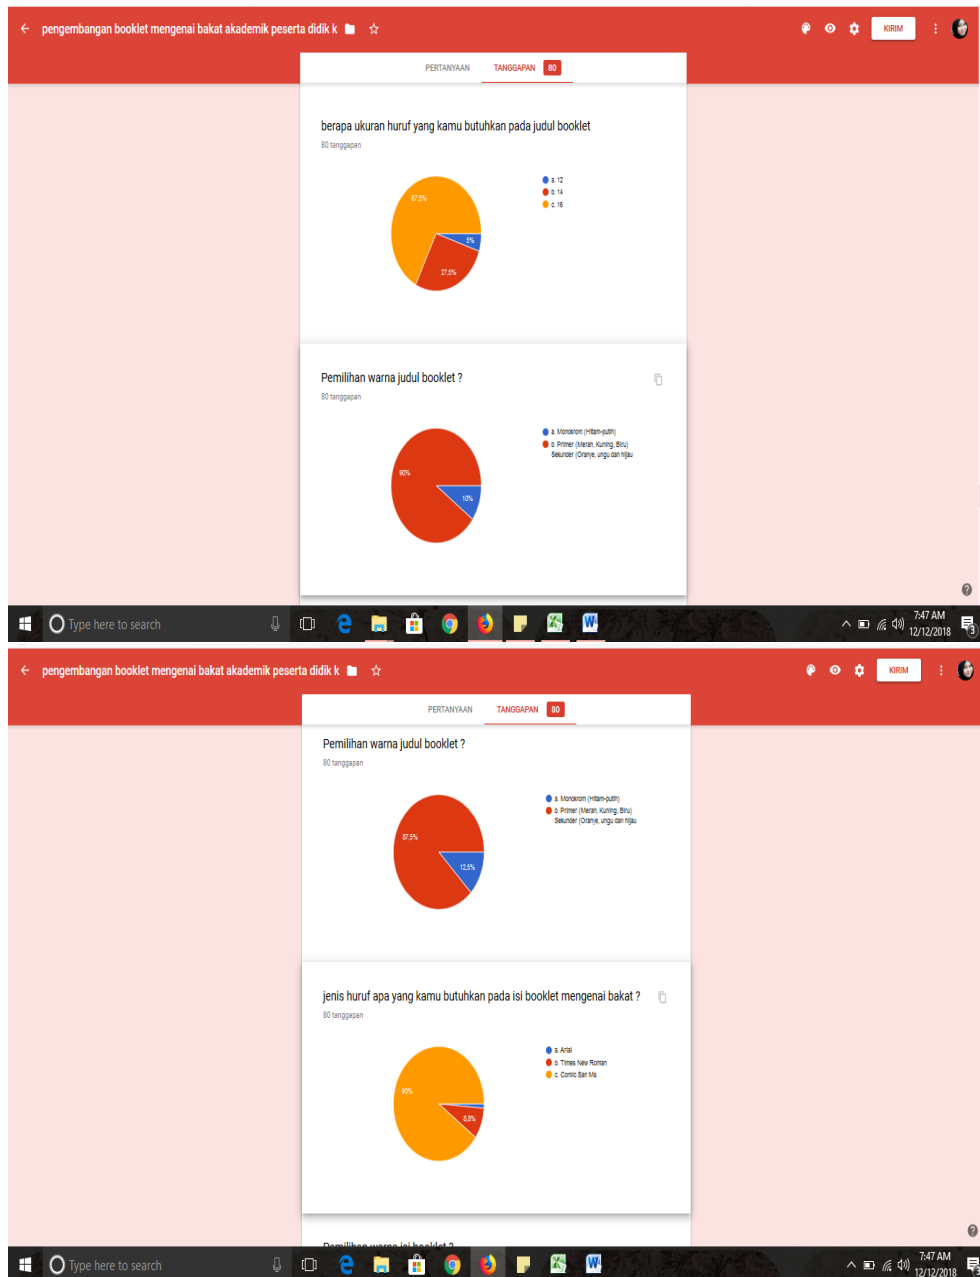 pengembangan booklet mengenai bakat akademik peserta didik k
KIRIM
PERTANYAAN TANGGAPAN 80
berapa ukuran huruf yang kamu butuhkan pada judul booklet
80 tanggapan
a. 12
b. 14
c. 16
67,5%
5%
27,5%
Pemilihan warna judul booklet ?
80 tanggapan
a. Monokrom (Hitam-putih)
b. Primer (Merah, Kuning, Biru)
Sekunder (Oranye, ungu dan hijau
90%
10%
Type here to search
7:47 AM
12/12/2018
3
pengembangan booklet mengenai bakat akademik peserta didik k
KIRIM
PERTANYAAN TANGGAPAN 80
Pemilihan warna judul booklet ?
80 tanggapan
a. Monokrom (Hitam-putih)
b. Primer (Merah, Kuning, Biru)
Sekunder (Oranye, ungu dan hijau
87,5%
12,5%
jenis huruf apa yang kamu butuhkan pada isi booklet mengenai bakat ?
80 tanggapan
a. Arial
b. Times New Roman
c. Comic San Ms
90%
8,8%
Pemilihan warna isi booklet ?
Type here to search
7:47 AM
12/12/2018